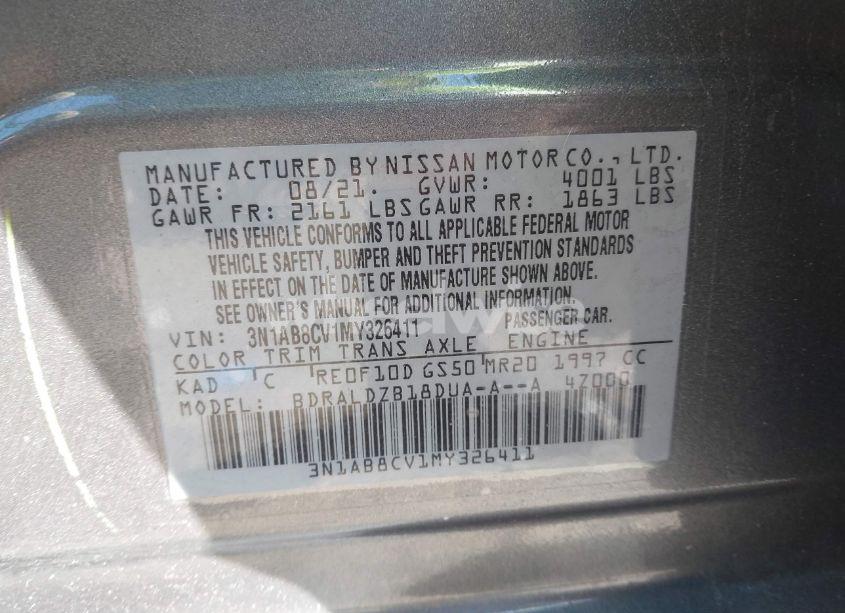 MANUFACTURED BY NISSAN MOTOR CO., LTD.
DATE: 08/21. GVWR: 4001 LBS
GAWR FR: 2161 LBS GAWR RR: 1863 LBS
THIS VEHICLE CONFORMS TO ALL APPLICABLE FEDERAL MOTOR
VEHICLE SAFETY, BUMPER AND THEFT PREVENTION STANDARDS
IN EFFECT ON THE DATE OF MANUFACTURE SHOWN ABOVE.
SEE OWNER'S MANUAL FOR ADDITIONAL INFORMATION.
VIN: 3N1AB8CV1MY326411 PASSENGER CAR.
COLOR TRIM TRANS AXLE ENGINE
KAD C RE0F10D GS50 MR20 1997 CC
MODEL: BDRALDZB18DUA-A--A 47000
3N1AB8CV1MY326411